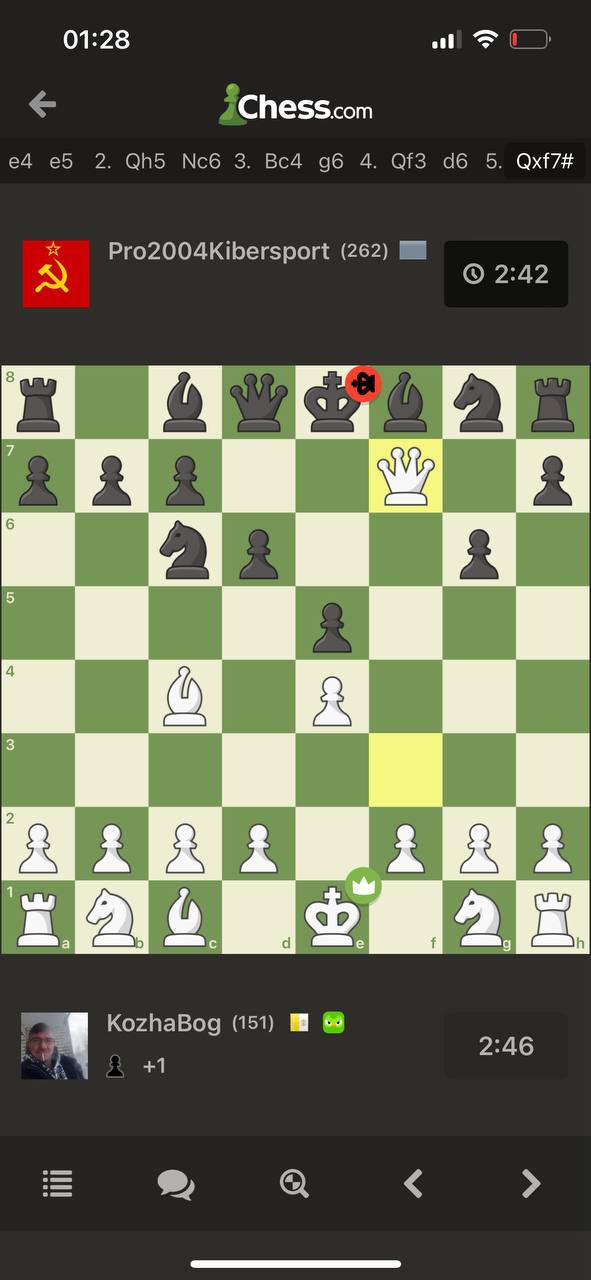 01:28
Chess.com
e4 e5 2. Qh5 Nc6 3. Bc4 g6 4. Qf3 d6 5. Qxf7#
Pro2004Kibersport (262)
2:42
8
7
6
5
4
3
2
1
a b c d e f g h
KozhaBog (151)
2:46
+1